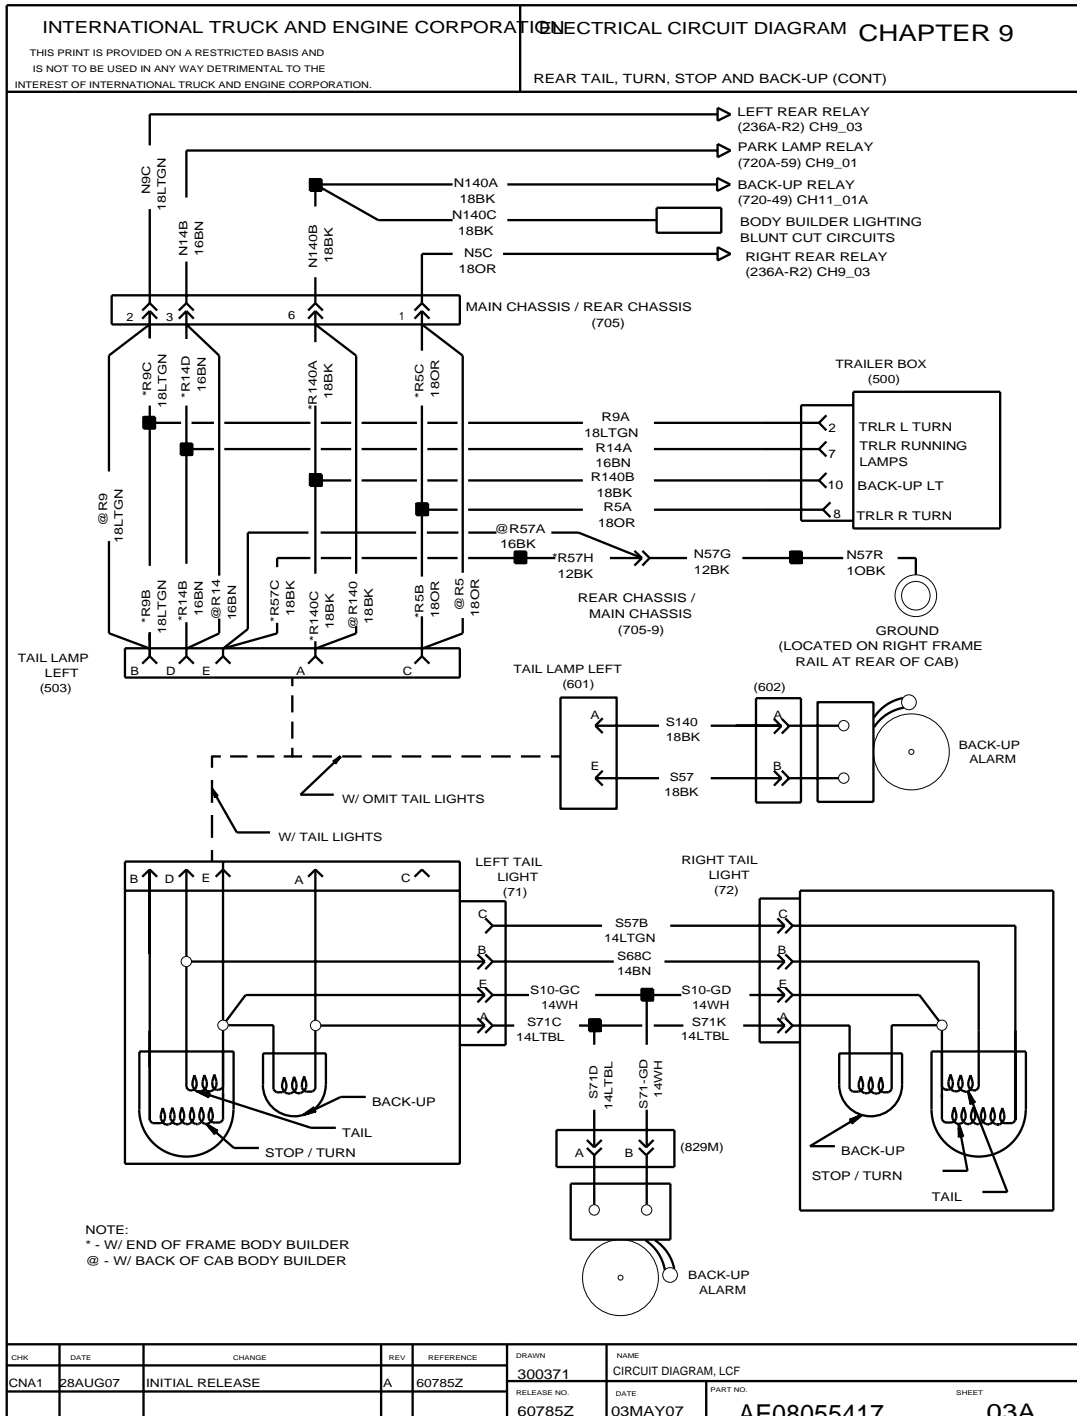 INTERNATIONAL TRUCK AND ENGINE CORPORATION
THIS PRINT IS PROVIDED ON A RESTRICTED BASIS AND
IS NOT TO BE USED IN ANY WAY DETRIMENTAL TO THE
INTEREST OF INTERNATIONAL TRUCK AND ENGINE CORPORATION.
ELECTRICAL CIRCUIT DIAGRAM CHAPTER 9
REAR TAIL, TURN, STOP AND BACK-UP (CONT)
LEFT REAR RELAY
(236A-R2) CH9_03
PARK LAMP RELAY
(720A-59) CH9_01
BACK-UP RELAY
(720-49) CH11_01A
BODY BUILDER LIGHTING
BLUNT CUT CIRCUITS
RIGHT REAR RELAY
(236A-R2) CH9_03
N9C
18LTGN
N14B
16BN
N140B
18BK
N140A
18BK
N140C
18BK
N5C
18OR
2
3
6
1
MAIN CHASSIS / REAR CHASSIS
(705)
*R9C
18LTGN
*R14D
16BN
*R140A
18BK
*R5C
18OR
TRAILER BOX
(500)
R9A
18LTGN
R14A
16BN
R140B
18BK
R5A
18OR
2
TRLR L TURN
7
TRLR RUNNING
LAMPS
10
BACK-UP LT
8
TRLR R TURN
@R9
18LTGN
@R57A
16BK
*R57H
12BK
N57G
12BK
N57R
1OBK
REAR CHASSIS /
MAIN CHASSIS
(705-9)
GROUND
(LOCATED ON RIGHT FRAME
RAIL AT REAR OF CAB)
*R9B
18LTGN
*R14B
16BN
@R14
16BN
*R57C
18BK
*R140C
18BK
@R140
18BK
*R5B
18OR
@R5
18OR
TAIL LAMP
LEFT
(503)
B
D
E
A
C
TAIL LAMP LEFT
(601)
(602)
A
S140
18BK
A
E
S57
18BK
B
BACK-UP
ALARM
W/ OMIT TAIL LIGHTS
W/ TAIL LIGHTS
B
D
E
A
C
LEFT TAIL
LIGHT
(71)
RIGHT TAIL
LIGHT
(72)
C
S57B
14LTGN
C
B
S68C
14BN
B
E
S10-GC
14WH
S10-GD
14WH
E
A
S71C
14LTBL
S71K
14LTBL
A
S71D
14LTBL
S71-GD
14WH
BACK-UP
TAIL
STOP / TURN
A
B
(829M)
BACK-UP
STOP / TURN
TAIL
BACK-UP
ALARM
NOTE:
* - W/ END OF FRAME BODY BUILDER
@ - W/ BACK OF CAB BODY BUILDER
CHK
DATE
CHANGE
REV
REFERENCE
CNA1
28AUG07
INITIAL RELEASE
A
60785Z
DRAWN
300371
NAME
CIRCUIT DIAGRAM, LCF
RELEASE NO.
60785Z
DATE
03MAY07
PART NO.
AE08055417
SHEET
03A